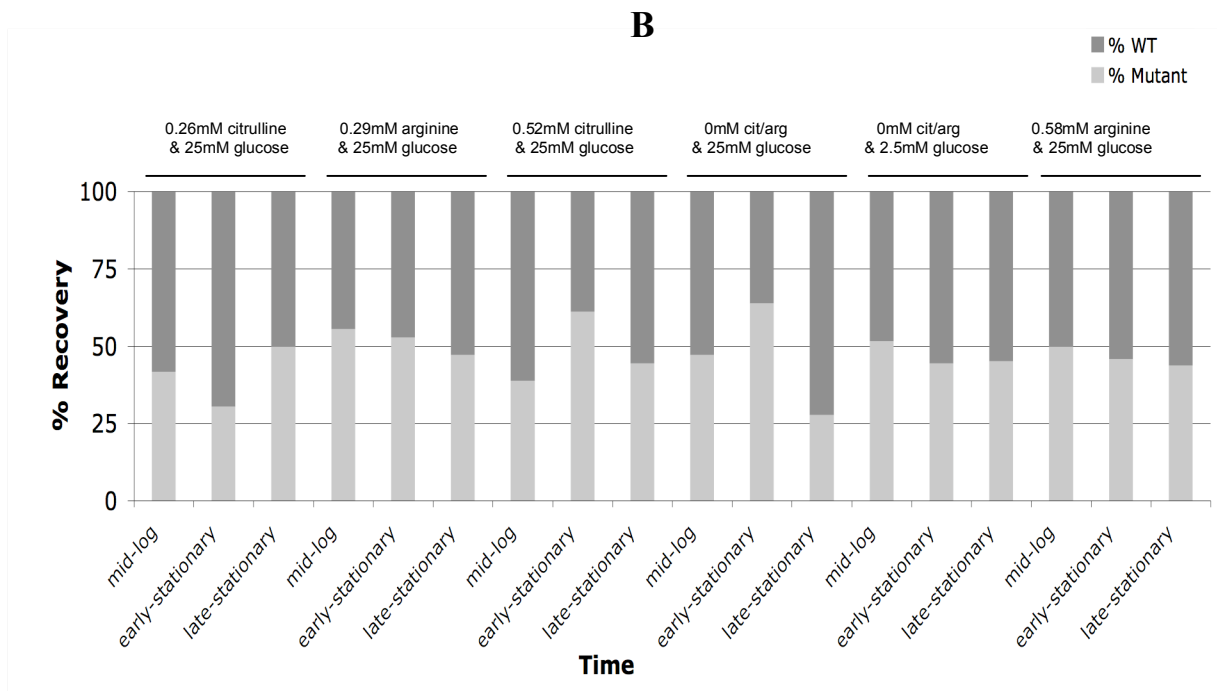 B
% WT
% Mutant
0.26mM citrulline
& 25mM glucose
0.29mM arginine
& 25mM glucose
0.52mM citrulline
& 25mM glucose
0mM cit/arg
& 25mM glucose
0mM cit/arg
& 2.5mM glucose
0.58mM arginine
& 25mM glucose
100
75
50
25
0
% Recovery
mid-log
early-stationary
late-stationary
mid-log
early-stationary
late-stationary
mid-log
early-stationary
late-stationary
mid-log
early-stationary
late-stationary
mid-log
early-stationary
late-stationary
mid-log
early-stationary
late-stationary
Time